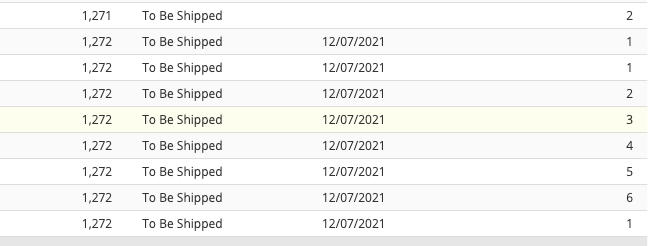 1,271 To Be Shipped 2
1,272 To Be Shipped 12/07/2021 1
1,272 To Be Shipped 12/07/2021 1
1,272 To Be Shipped 12/07/2021 2
1,272 To Be Shipped 12/07/2021 3
1,272 To Be Shipped 12/07/2021 4
1,272 To Be Shipped 12/07/2021 5
1,272 To Be Shipped 12/07/2021 6
1,272 To Be Shipped 12/07/2021 1